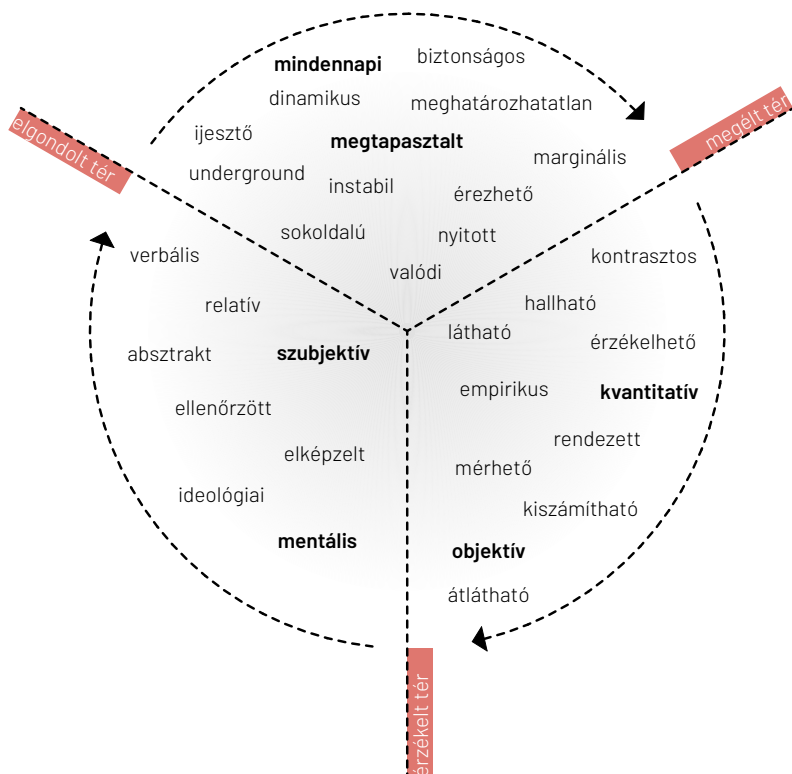 mindennapi
biztonságos
dinamikus
meghatározhatatlan
ijesztő
megtapasztalt
marginális
underground
instabil
érezhető
sokoldalú
nyitott
valódi
elgondolt tér
megélt tér
verbális
relatív
absztrakt
szubjektív
ellenőrzött
elképzelt
ideológiai
mentális
kontrasztos
hallható
látható
érzékelhető
empirikus
kvantitatív
rendezett
mérhető
kiszámítható
objektív
átlátható
érzékelt tér